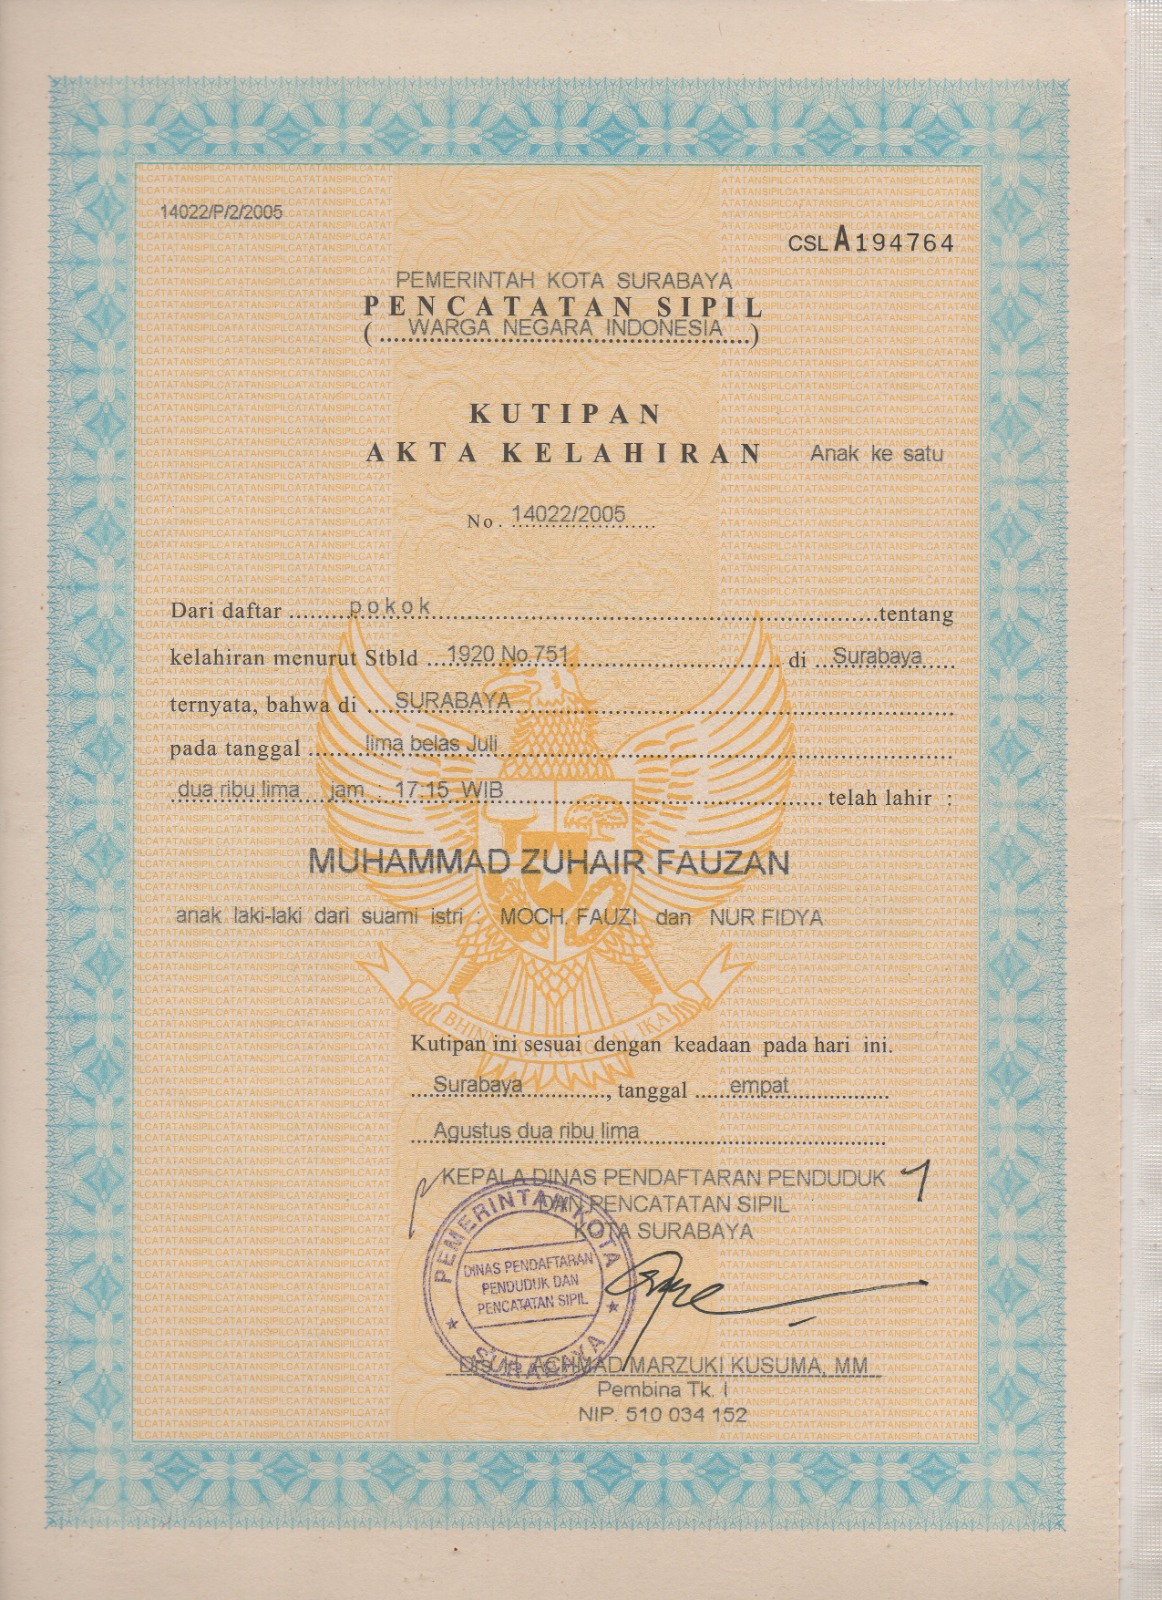 14022/P/2/2005
CSL A194764
PEMERINTAH KOTA SURABAYA
PENCATATAN SIPIL
( WARGA NEGARA INDONESIA )
KUTIPAN
AKTA KELAHIRAN Anak ke satu
No. 14022/2005
Dari daftar pokok tentang
kelahiran menurut Stbld 1920 No.751 di Surabaya
ternyata, bahwa di SURABAYA
pada tanggal lima belas Juli
dua ribu lima jam : 17:15 WIB telah lahir :
MUHAMMAD ZUHAIR FAUZAN
anak laki-laki dari suami istri : MOCH. FAUZI dan NUR FIDYA
Kutipan ini sesuai dengan keadaan pada hari ini.
Surabaya, tanggal empat
Agustus dua ribu lima
KEPALA DINAS PENDAFTARAN PENDUDUK
DAN PENCATATAN SIPIL
KOTA SURABAYA
PEMERINTAH KOTA
DINAS PENDAFTARAN
PENDUDUK DAN
PENCATATAN SIPIL
SURABAYA
ACHMAD MARZUKI KUSUMA, MM
Pembina Tk. I
NIP. 510 034 152